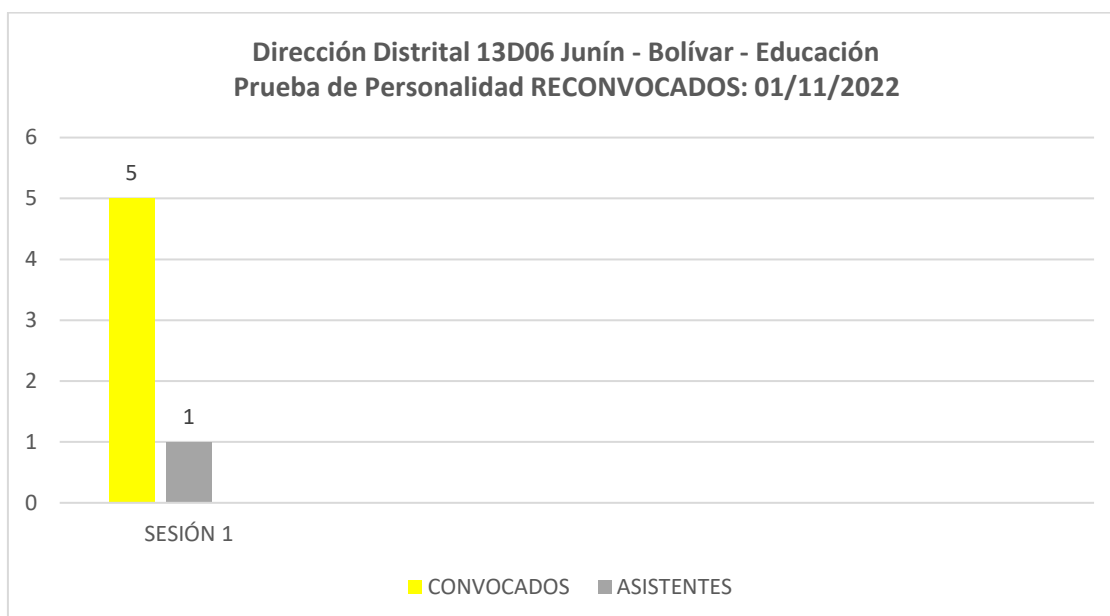 Dirección Distrital 13D06 Junín - Bolívar - Educación
Prueba de Personalidad RECONVOCADOS: 01/11/2022
6
5
4
3
2
1
0
5
1
SESIÓN 1
CONVOCADOS
ASISTENTES